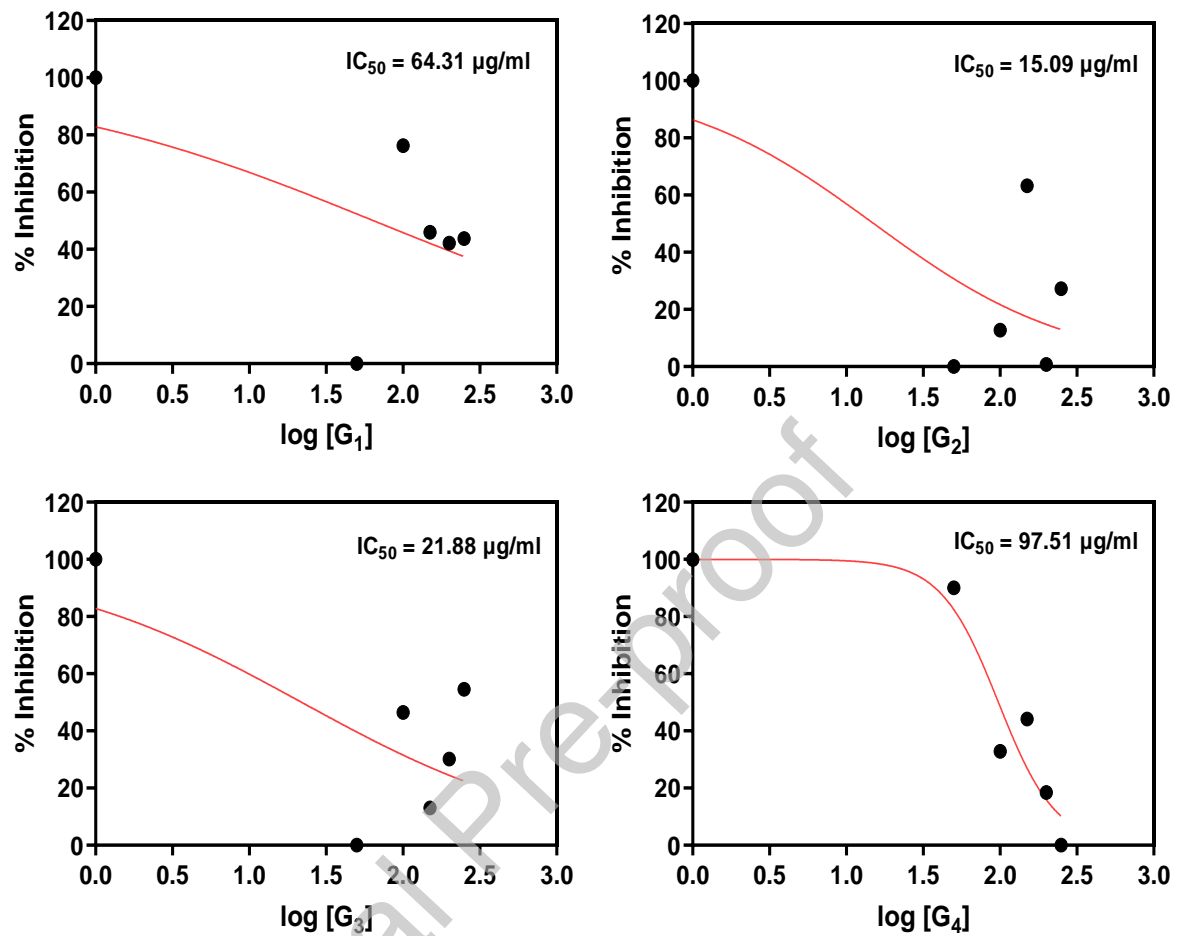 120
100
80
60
40
20
0
% Inhibition
IC₅₀ = 64.31 µg/ml
0.0 0.5 1.0 1.5 2.0 2.5 3.0
log [G₁]
120
100
80
60
40
20
0
% Inhibition
IC₅₀ = 15.09 µg/ml
0.0 0.5 1.0 1.5 2.0 2.5 3.0
log [G₂]
120
100
80
60
40
20
0
% Inhibition
IC₅₀ = 21.88 µg/ml
0.0 0.5 1.0 1.5 2.0 2.5 3.0
log [G₃]
120
100
80
60
40
20
0
% Inhibition
IC₅₀ = 97.51 µg/ml
0.0 0.5 1.0 1.5 2.0 2.5 3.0
log [G₄]
al Pre-proof